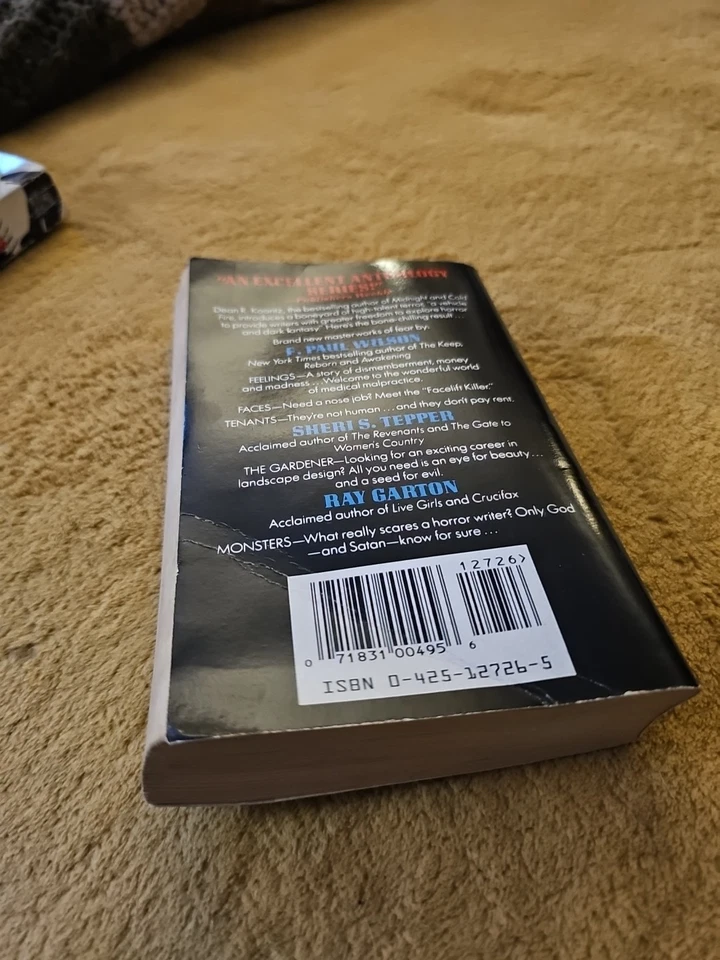 "AN EXCELLENT ANTHOLOGY
SERIES!"
—Publishers Weekly
Dean R. Koontz, the bestselling author of Midnight and Cold
Fire, introduces a boneyard of high-talent terror, "a vehicle
to provide writers with greater freedom to explore horror
and dark fantasy." Here's the bone-chilling result...
Brand new masterworks of fear by:
F. PAUL WILSON
New York Times bestselling author of The Keep,
Reborn and Awakening
FEELINGS—A story of dismemberment, money
and madness... Welcome to the wonderful world
of medical malpractice.
FACES—Need a nose job? Meet the "Facelift Killer."
TENANTS—They're not human... and they don't pay rent.
SHERI S. TEPPER
Acclaimed author of The Revenants and The Gate to
Women's Country
THE GARDENER—Looking for an exciting career in
landscape design? All you need is an eye for beauty...
and a seed for evil.
RAY GARTON
Acclaimed author of Live Girls and Crucifax
MONSTERS—What really scares a horror writer? Only God
—and Satan—know for sure...
12726>
0 71831 00495 6
ISBN 0-425-12726-5